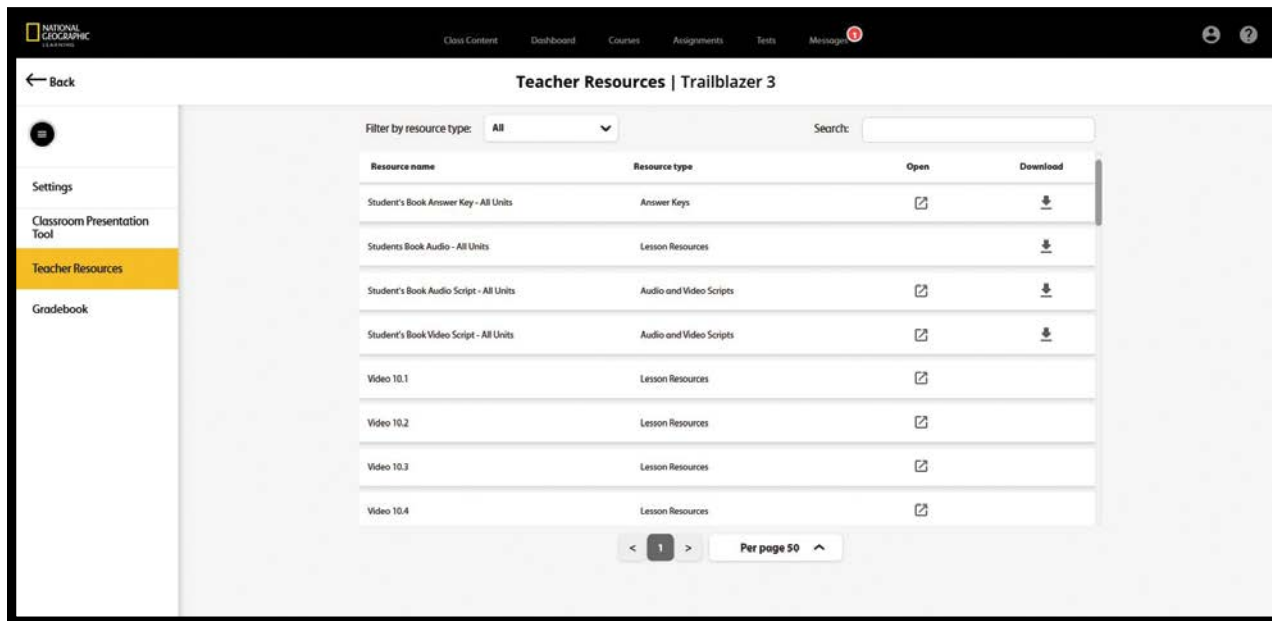 NATIONAL
GEOGRAPHIC
LEARNING
Class Content Dashboard Courses Assignments Tests Messages 3
Back
Teacher Resources | Trailblazer 3
Filter by resource type: All Search:
Settings
Classroom Presentation
Tool
Teacher Resources
Gradebook
Resource name Resource type Open Download
Student's Book Answer Key - All Units Answer Keys
Students Book Audio - All Units Lesson Resources
Student's Book Audio Script - All Units Audio and Video Scripts
Student's Book Video Script - All Units Audio and Video Scripts
Video 10.1 Lesson Resources
Video 10.2 Lesson Resources
Video 10.3 Lesson Resources
Video 10.4 Lesson Resources
< 1 > Per page 50